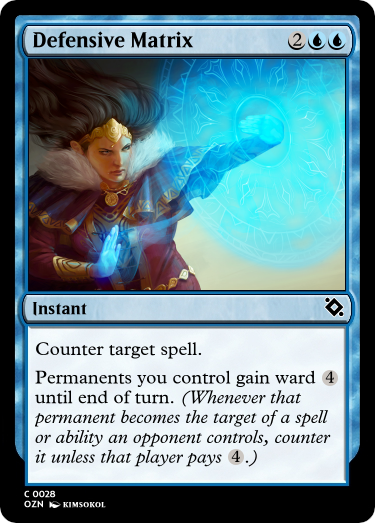 Defensive Matrix 2
Instant
Counter target spell.
Permanents you control gain ward 4
until end of turn. (Whenever that
permanent becomes the target of a spell
or ability an opponent controls, counter
it unless that player pays 4.)
C 0028
OZN KIMSOKOL